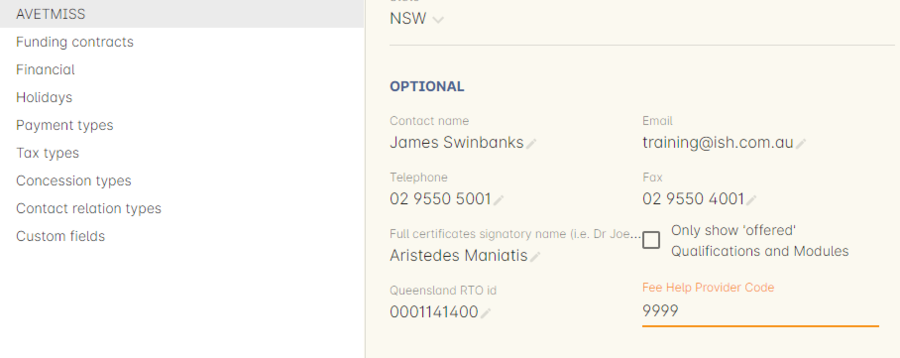 AVETMISS
Funding contracts
Financial
Holidays
Payment types
Tax types
Concession types
Contact relation types
Custom fields
NSW
OPTIONAL
Contact name
James Swinbanks
Email
training@ish.com.au
Telephone
02 9550 5001
Fax
02 9550 4001
Full certificates signatory name (i.e. Dr Joe...
Aristedes Maniatis
Only show 'offered'
Qualifications and Modules
Queensland RTO id
0001141400
Fee Help Provider Code
9999